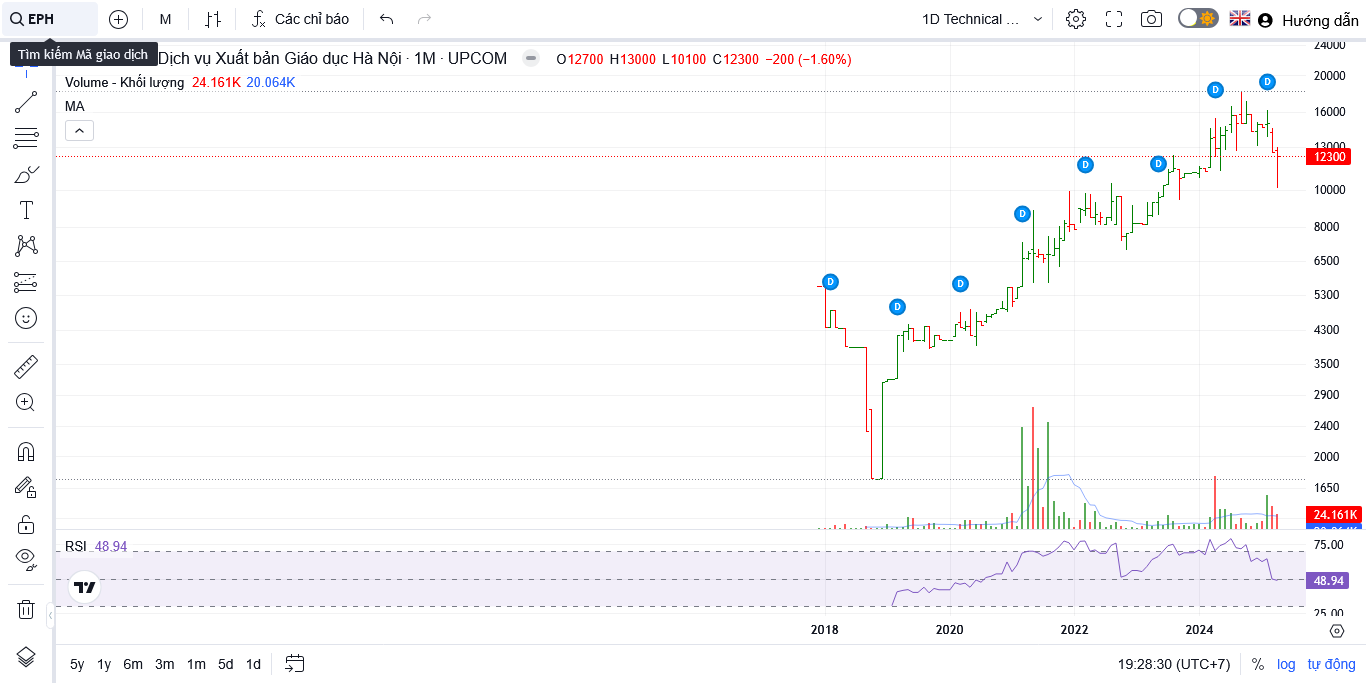 EPH
M
Các chỉ báo
1D Technical ...
Hướng dẫn
Tìm kiếm Mã giao dịch
Dịch vụ Xuất bản Giáo dục Hà Nội · 1M · UPCOM
O12700 H13000 L10100 C12300 −200 (−1.60%)
Volume - Khối lượng 24.161K 20.064K
MA
24000
20000
16000
13000
12300
10000
8000
6500
5300
4300
3500
2900
2400
2000
1650
24.161K
D
D
D
D
D
D
D
RSI 48.94
75.00
48.94
25.00
2018
2020
2022
2024
5y 1y 6m 3m 1m 5d 1d
19:28:30 (UTC+7)
% log tự động